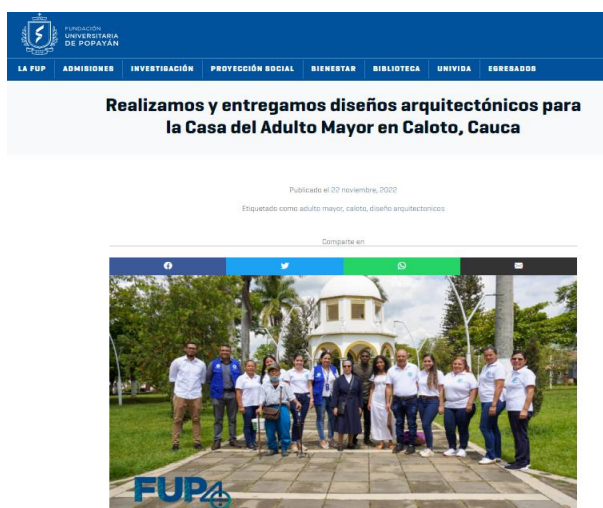 FUNDACIÓN
UNIVERSITARIA
DE POPAYÁN
LA FUP ADMISIONES INVESTIGACIÓN PROYECCIÓN SOCIAL BIENESTAR BIBLIOTECA UNIVIDA EGRESADOS
Realizamos y entregamos diseños arquitectónicos para
la Casa del Adulto Mayor en Caloto, Cauca
Publicado el 22 noviembre, 2022
Etiquetado como adulto mayor, caloto, diseño arquitectonicos
Comparte en
FUP